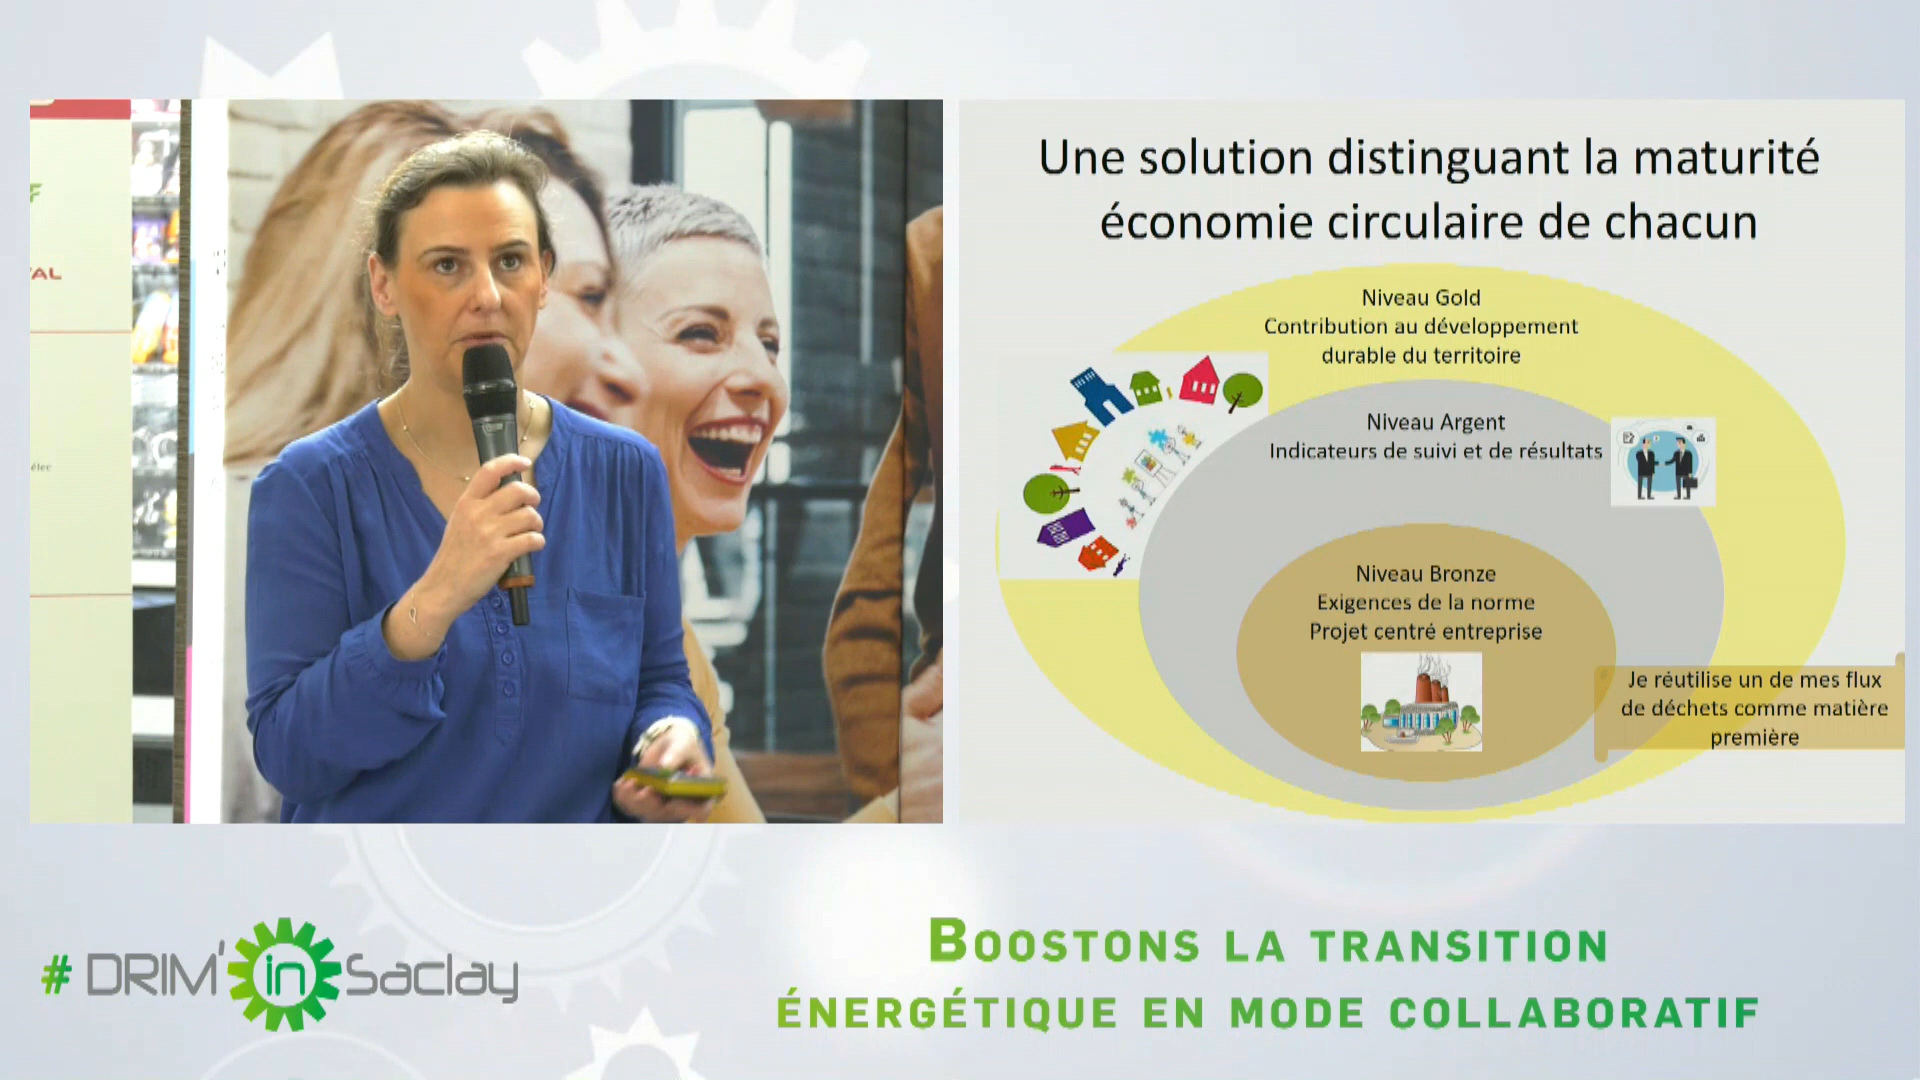 Une solution distinguant la maturité
économie circulaire de chacun
Niveau Gold
Contribution au développement
durable du territoire
Niveau Argent
Indicateurs de suivi et de résultats
Niveau Bronze
Exigences de la norme
Projet centré entreprise
Je réutilise un de mes flux
de déchets comme matière
première
élec
# DRIM'in Saclay
BOOSTONS LA TRANSITION
ÉNERGÉTIQUE EN MODE COLLABORATIF